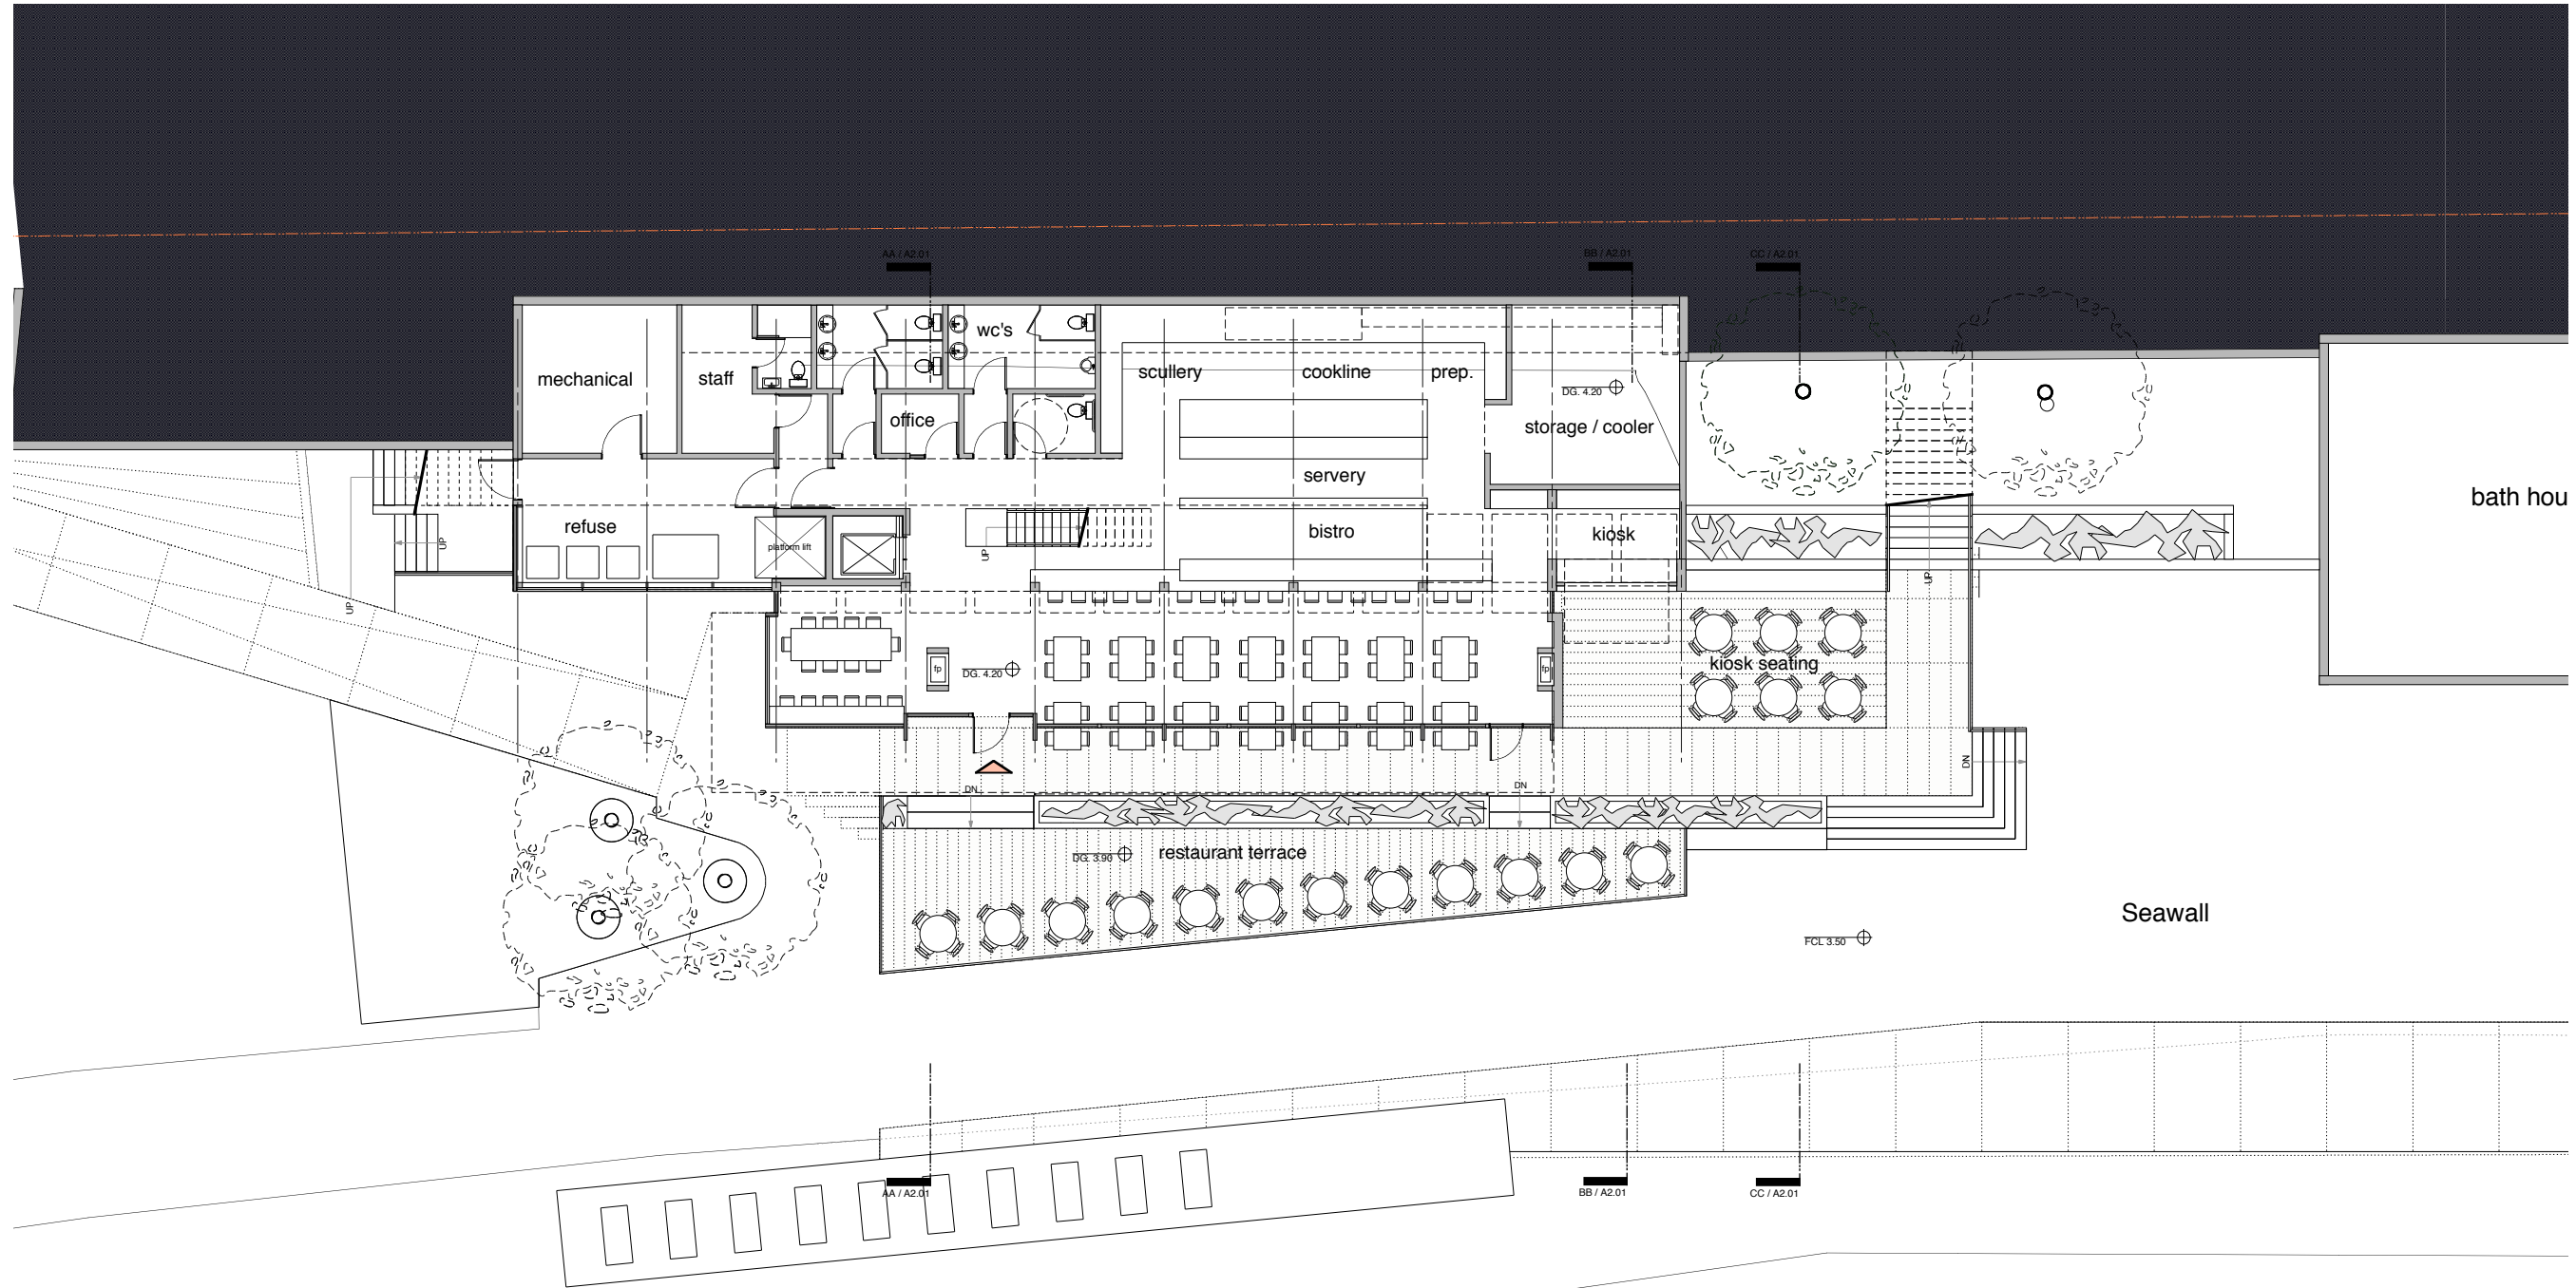 AA / A2.01
BB / A2.01
CC / A2.01
wc's
mechanical
staff
scullery
cookline
prep.
DG. 4.20
office
storage / cooler
servery
bath hou
refuse
platform lift
bistro
kiosk
UP
UP
UP
UP
fp
DG. 4.20
fp
kiosk seating
DN
DN
DN
DG. 3.90
restaurant terrace
Seawall
FCL 3.50
AA / A2.01
BB / A2.01
CC / A2.01